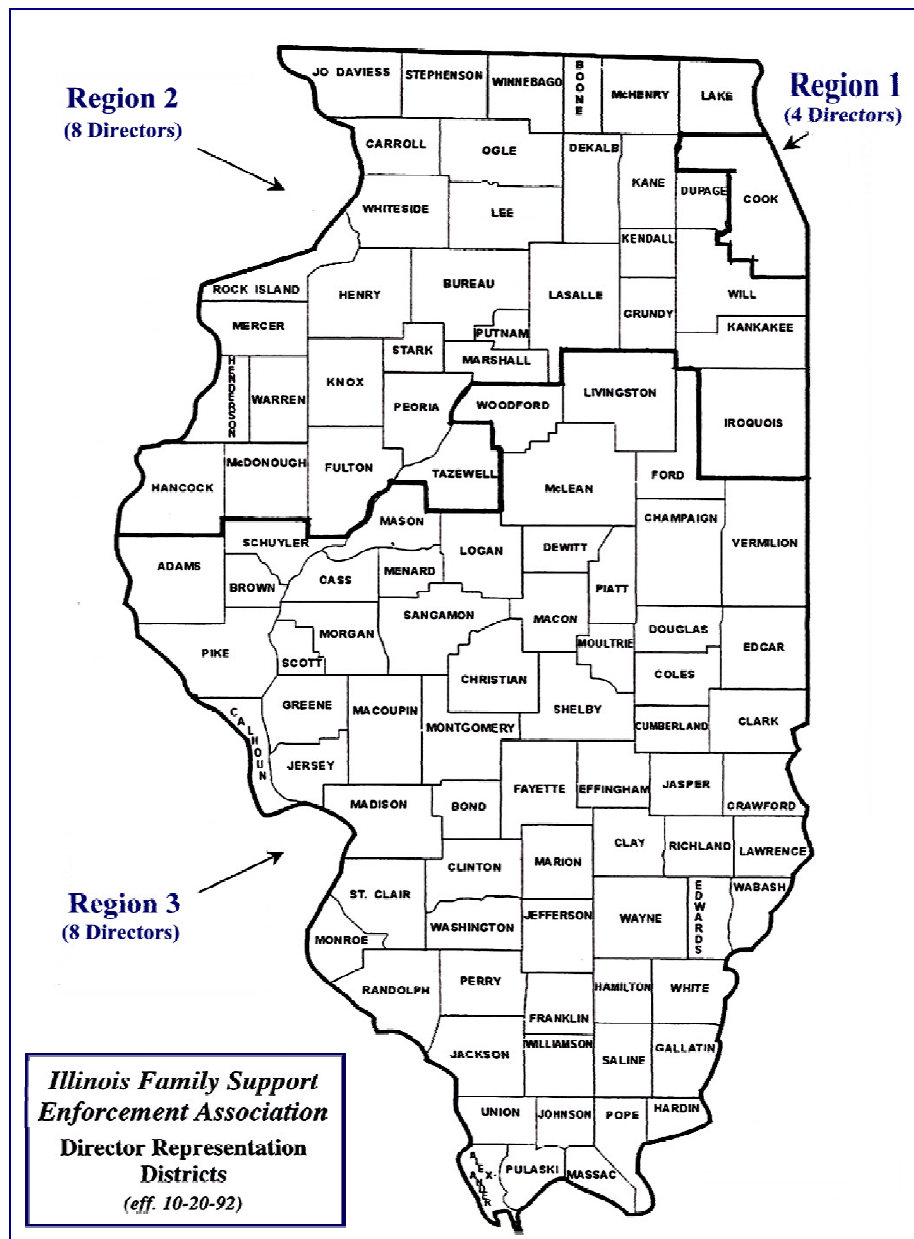 JO DAVIESS STEPHENSON WINNEBAGO BOONE McHENRY LAKE
Region 2
(8 Directors)
Region 1
(4 Directors)
CARROLL OGLE DEKALB KANE DUPAGE COOK
WHITESIDE LEE KENDALL
ROCK ISLAND HENRY BUREAU LASALLE GRUNDY WILL
MERCER PUTNAM KANKAKEE
STARK MARSHALL
HENDERSON WARREN KNOX PEORIA WOODFORD LIVINGSTON IROQUOIS
HANCOCK McDONOUGH FULTON TAZEWELL McLEAN FORD
MASON CHAMPAIGN
SCHUYLER LOGAN DEWITT VERMILION
ADAMS BROWN CASS MENARD PIATT
SANGAMON MACON
PIKE SCOTT MORGAN MOULTRIE DOUGLAS EDGAR
CHRISTIAN COLES
CALHOUN GREENE MACOUPIN MONTGOMERY SHELBY CUMBERLAND CLARK
JERSEY
MADISON BOND FAYETTE EFFINGHAM JASPER CRAWFORD
CLINTON MARION CLAY RICHLAND LAWRENCE
Region 3
(8 Directors)
ST. CLAIR WASHINGTON JEFFERSON WAYNE EDWARDS WABASH
MONROE
RANDOLPH PERRY FRANKLIN HAMILTON WHITE
JACKSON WILLIAMSON SALINE GALLATIN
UNION JOHNSON POPE HARDIN
ALEX-
ANDER
PULASKI MASSAC
Illinois Family Support
Enforcement Association
Director Representation
Districts
(eff. 10-20-92)